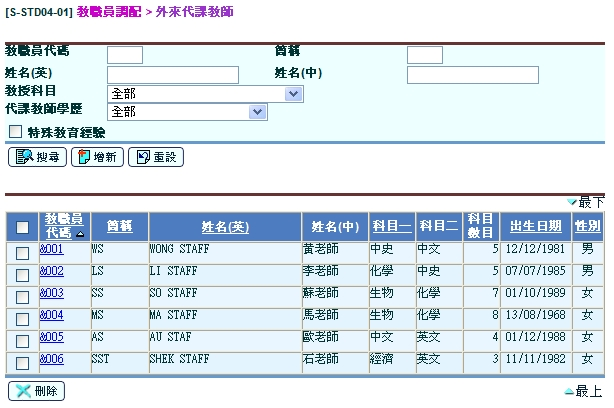 [S-STD04-01] 教職員調配 > 外來代課教師
教職員代碼 簡稱
姓名(英) 姓名(中)
教授科目 全部
代課教師學歷 全部
特殊教育經驗
搜尋 增新 重設
最下
教職員代碼 簡稱 姓名(英) 姓名(中) 科目一 科目二 科目數目 出生日期 性別
&001 WS WONG STAFF 黃老師 中史 中文 5 12/12/1981 男
&002 LS LI STAFF 李老師 化學 中史 5 07/07/1985 男
&003 SS SO STAFF 蘇老師 生物 化學 7 01/10/1989 女
&004 MS MA STAFF 馬老師 生物 化學 8 13/08/1968 女
&005 AS AU STAF 歐老師 中文 英文 4 01/12/1988 女
&006 SST SHEK STAFF 石老師 經濟 英文 3 11/11/1982 女
刪除 最上